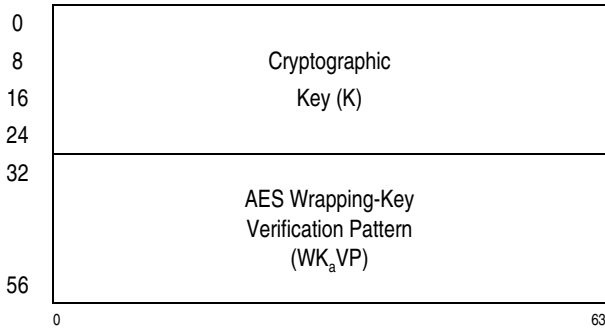 0
8
16
24
32
56
Cryptographic
Key (K)
AES Wrapping-Key
Verification Pattern
(WKₐVP)
0 63